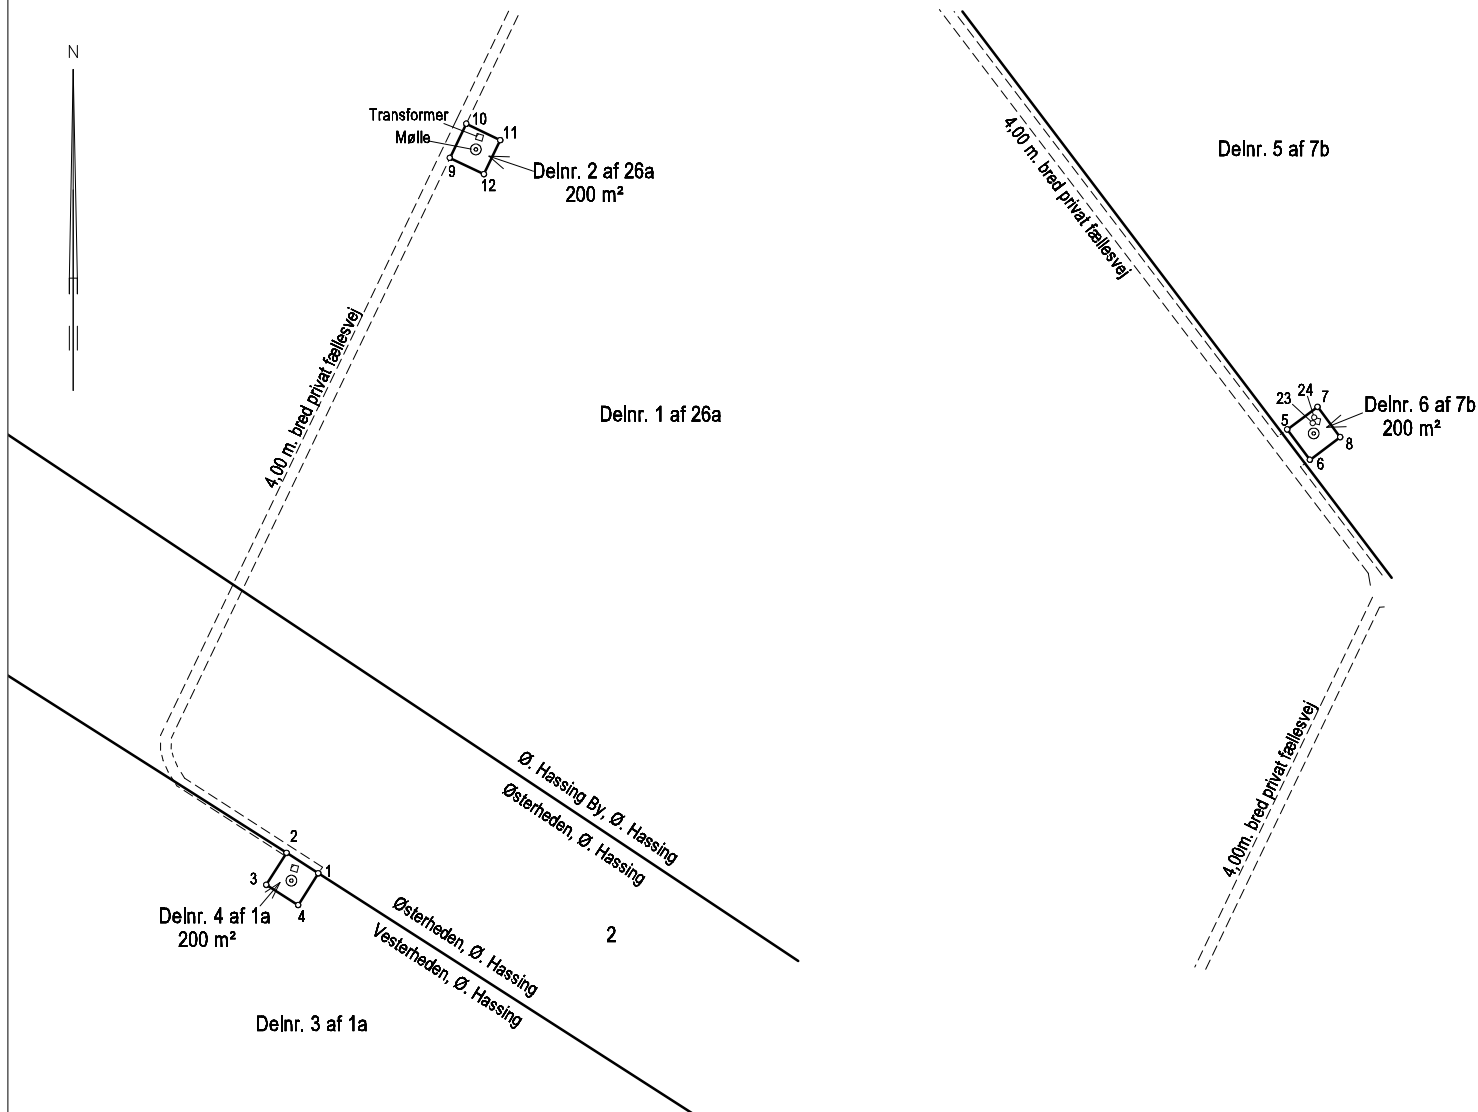 N
Transformer
Mølle
10
11
9
12
Delnr. 2 af 26a
200 m²
4,00 m. bred privat fællesvej
Delnr. 5 af 7b
4,00 m. bred privat fællesvej
Delnr. 1 af 26a
24
7
23
5
8
6
Delnr. 6 af 7b
200 m²
4,00m. bred privat fællesvej
Ø. Hassing By, Ø. Hassing
Østerheden, Ø. Hassing
2
1
3
4
Delnr. 4 af 1a
200 m²
Østerheden, Ø. Hassing
Vesterheden, Ø. Hassing
2
Delnr. 3 af 1a